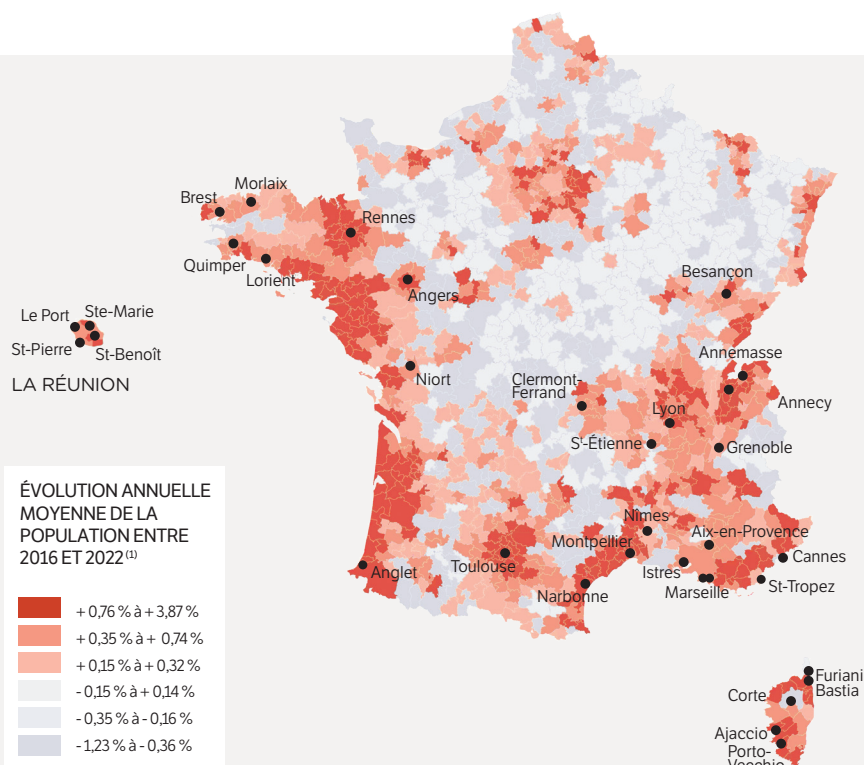 Brest
Morlaix
Rennes
Quimper
Lorient
Angers
Besançon
Le Port
Ste-Marie
St-Pierre
St-Benoît
LA RÉUNION
Niort
Annemasse
Annecy
Clermont-
Ferrand
Lyon
St-Étienne
Grenoble
Nîmes
Montpellier
Aix-en-Provence
Toulouse
Anglet
Narbonne
Istres
Marseille
Cannes
St-Tropez
ÉVOLUTION ANNUELLE
MOYENNE DE LA
POPULATION ENTRE
2016 ET 2022 (1)
+ 0,76 % à + 3,87 %
+ 0,35 % à + 0,74 %
+ 0,15 % à + 0,32 %
- 0,15 % à + 0,14 %
- 0,35 % à - 0,16 %
- 1,23 % à - 0,36 %
Furiani
Bastia
Corte
Ajaccio
Porto-
Vecchio